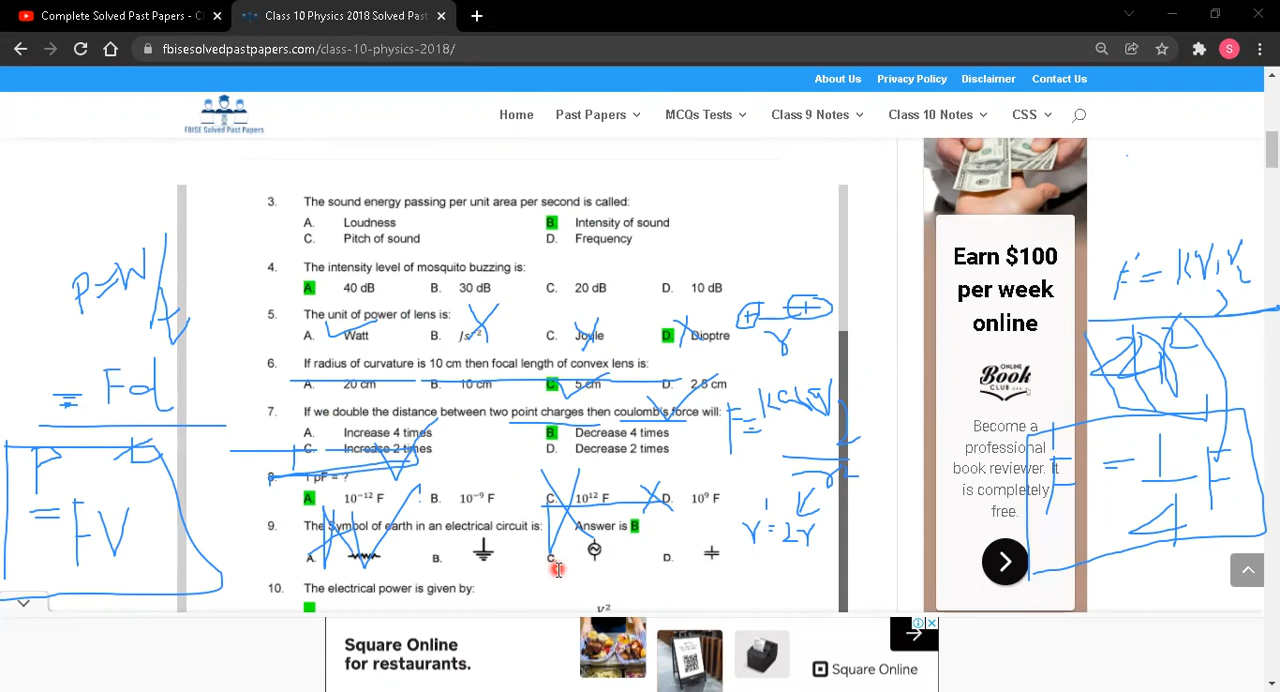 Complete Solved Past Papers - Cl
Class 10 Physics 2018 Solved Past
fbisesolvedpastpapers.com/class-10-physics-2018/
S
About Us Privacy Policy Disclaimer Contact Us
FBISE Solved Past Papers
Home Past Papers MCQs Tests Class 9 Notes Class 10 Notes CSS
3. The sound energy passing per unit area per second is called:
A. Loudness B. Intensity of sound
C. Pitch of sound D. Frequency
4. The intensity level of mosquito buzzing is:
A. 40 dB B. 30 dB C. 20 dB D. 10 dB
5. The unit of power of lens is:
A. Watt B. Js⁻² C. Joule D. Dioptre
6. If radius of curvature is 10 cm then focal length of convex lens is:
A. 20 cm B. 10 cm C. 5 cm D. 2.5 cm
7. If we double the distance between two point charges then coulomb's force will:
A. Increase 4 times B. Decrease 4 times
C. Increase 2 times D. Decrease 2 times
8. 1 pF = ?
A. 10⁻¹² F B. 10⁻⁹ F C. 10¹² F D. 10⁹ F
9. The Symbol of earth in an electrical circuit is: Answer is B
A. B. C. D.
10. The electrical power is given by:
V²
P = W/t
= Fd
P = FV
r
r' = 2r
= 1/4 F
Earn $100
per week
online
Online
Book
CLUB
Become a
professional
book reviewer. It
is completely
free.
Square Online
for restaurants.
Square Online